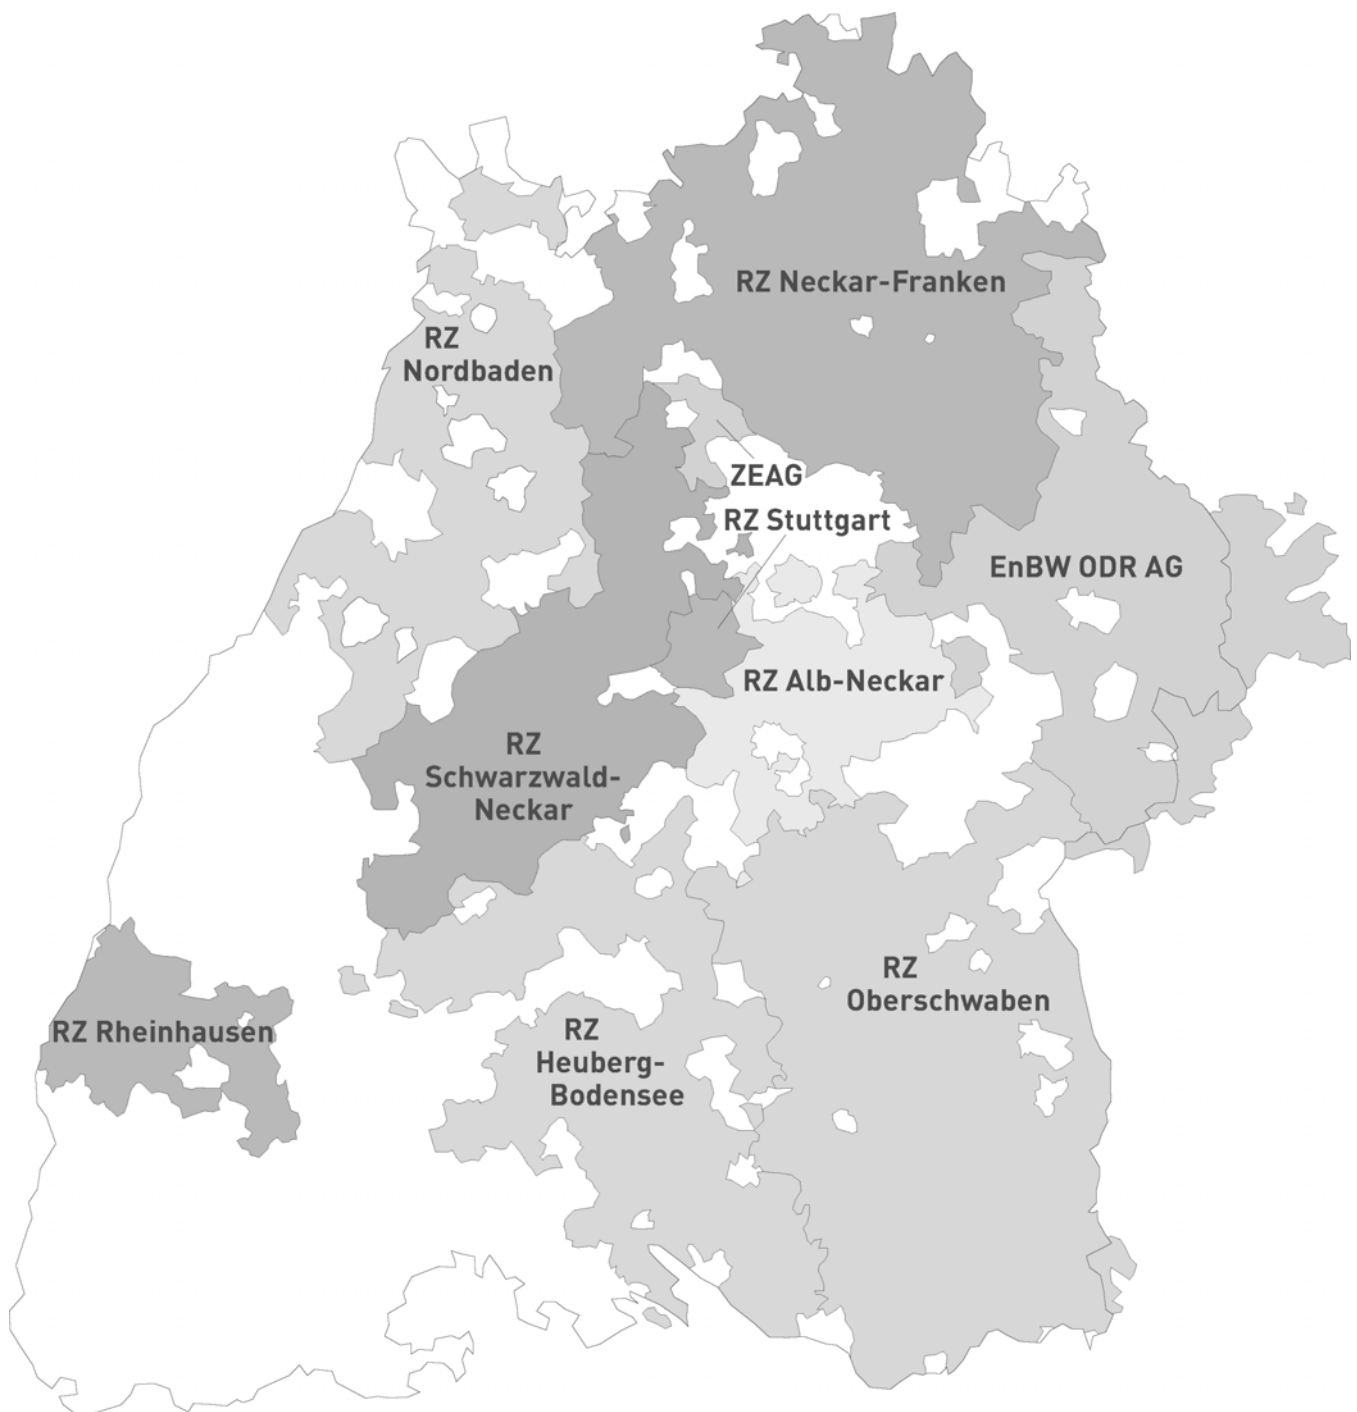 RZ Neckar-Franken
RZ
Nordbaden
ZEAG
RZ Stuttgart
EnBW ODR AG
RZ Alb-Neckar
RZ
Schwarzwald-
Neckar
RZ
Oberschwaben
RZ Rheinhausen
RZ
Heuberg-
Bodensee